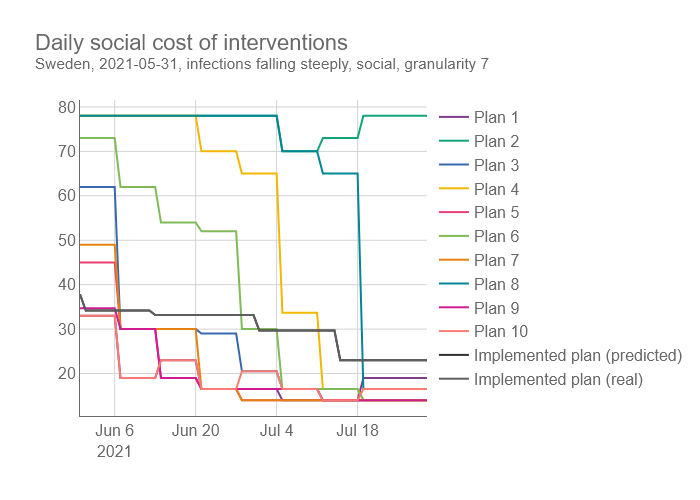 Daily social cost of interventions
Sweden, 2021-05-31, infections falling steeply, social, granularity 7
80
70
60
50
40
30
20
Jun 6
2021
Jun 20
Jul 4
Jul 18
Plan 1
Plan 2
Plan 3
Plan 4
Plan 5
Plan 6
Plan 7
Plan 8
Plan 9
Plan 10
Implemented plan (predicted)
Implemented plan (real)